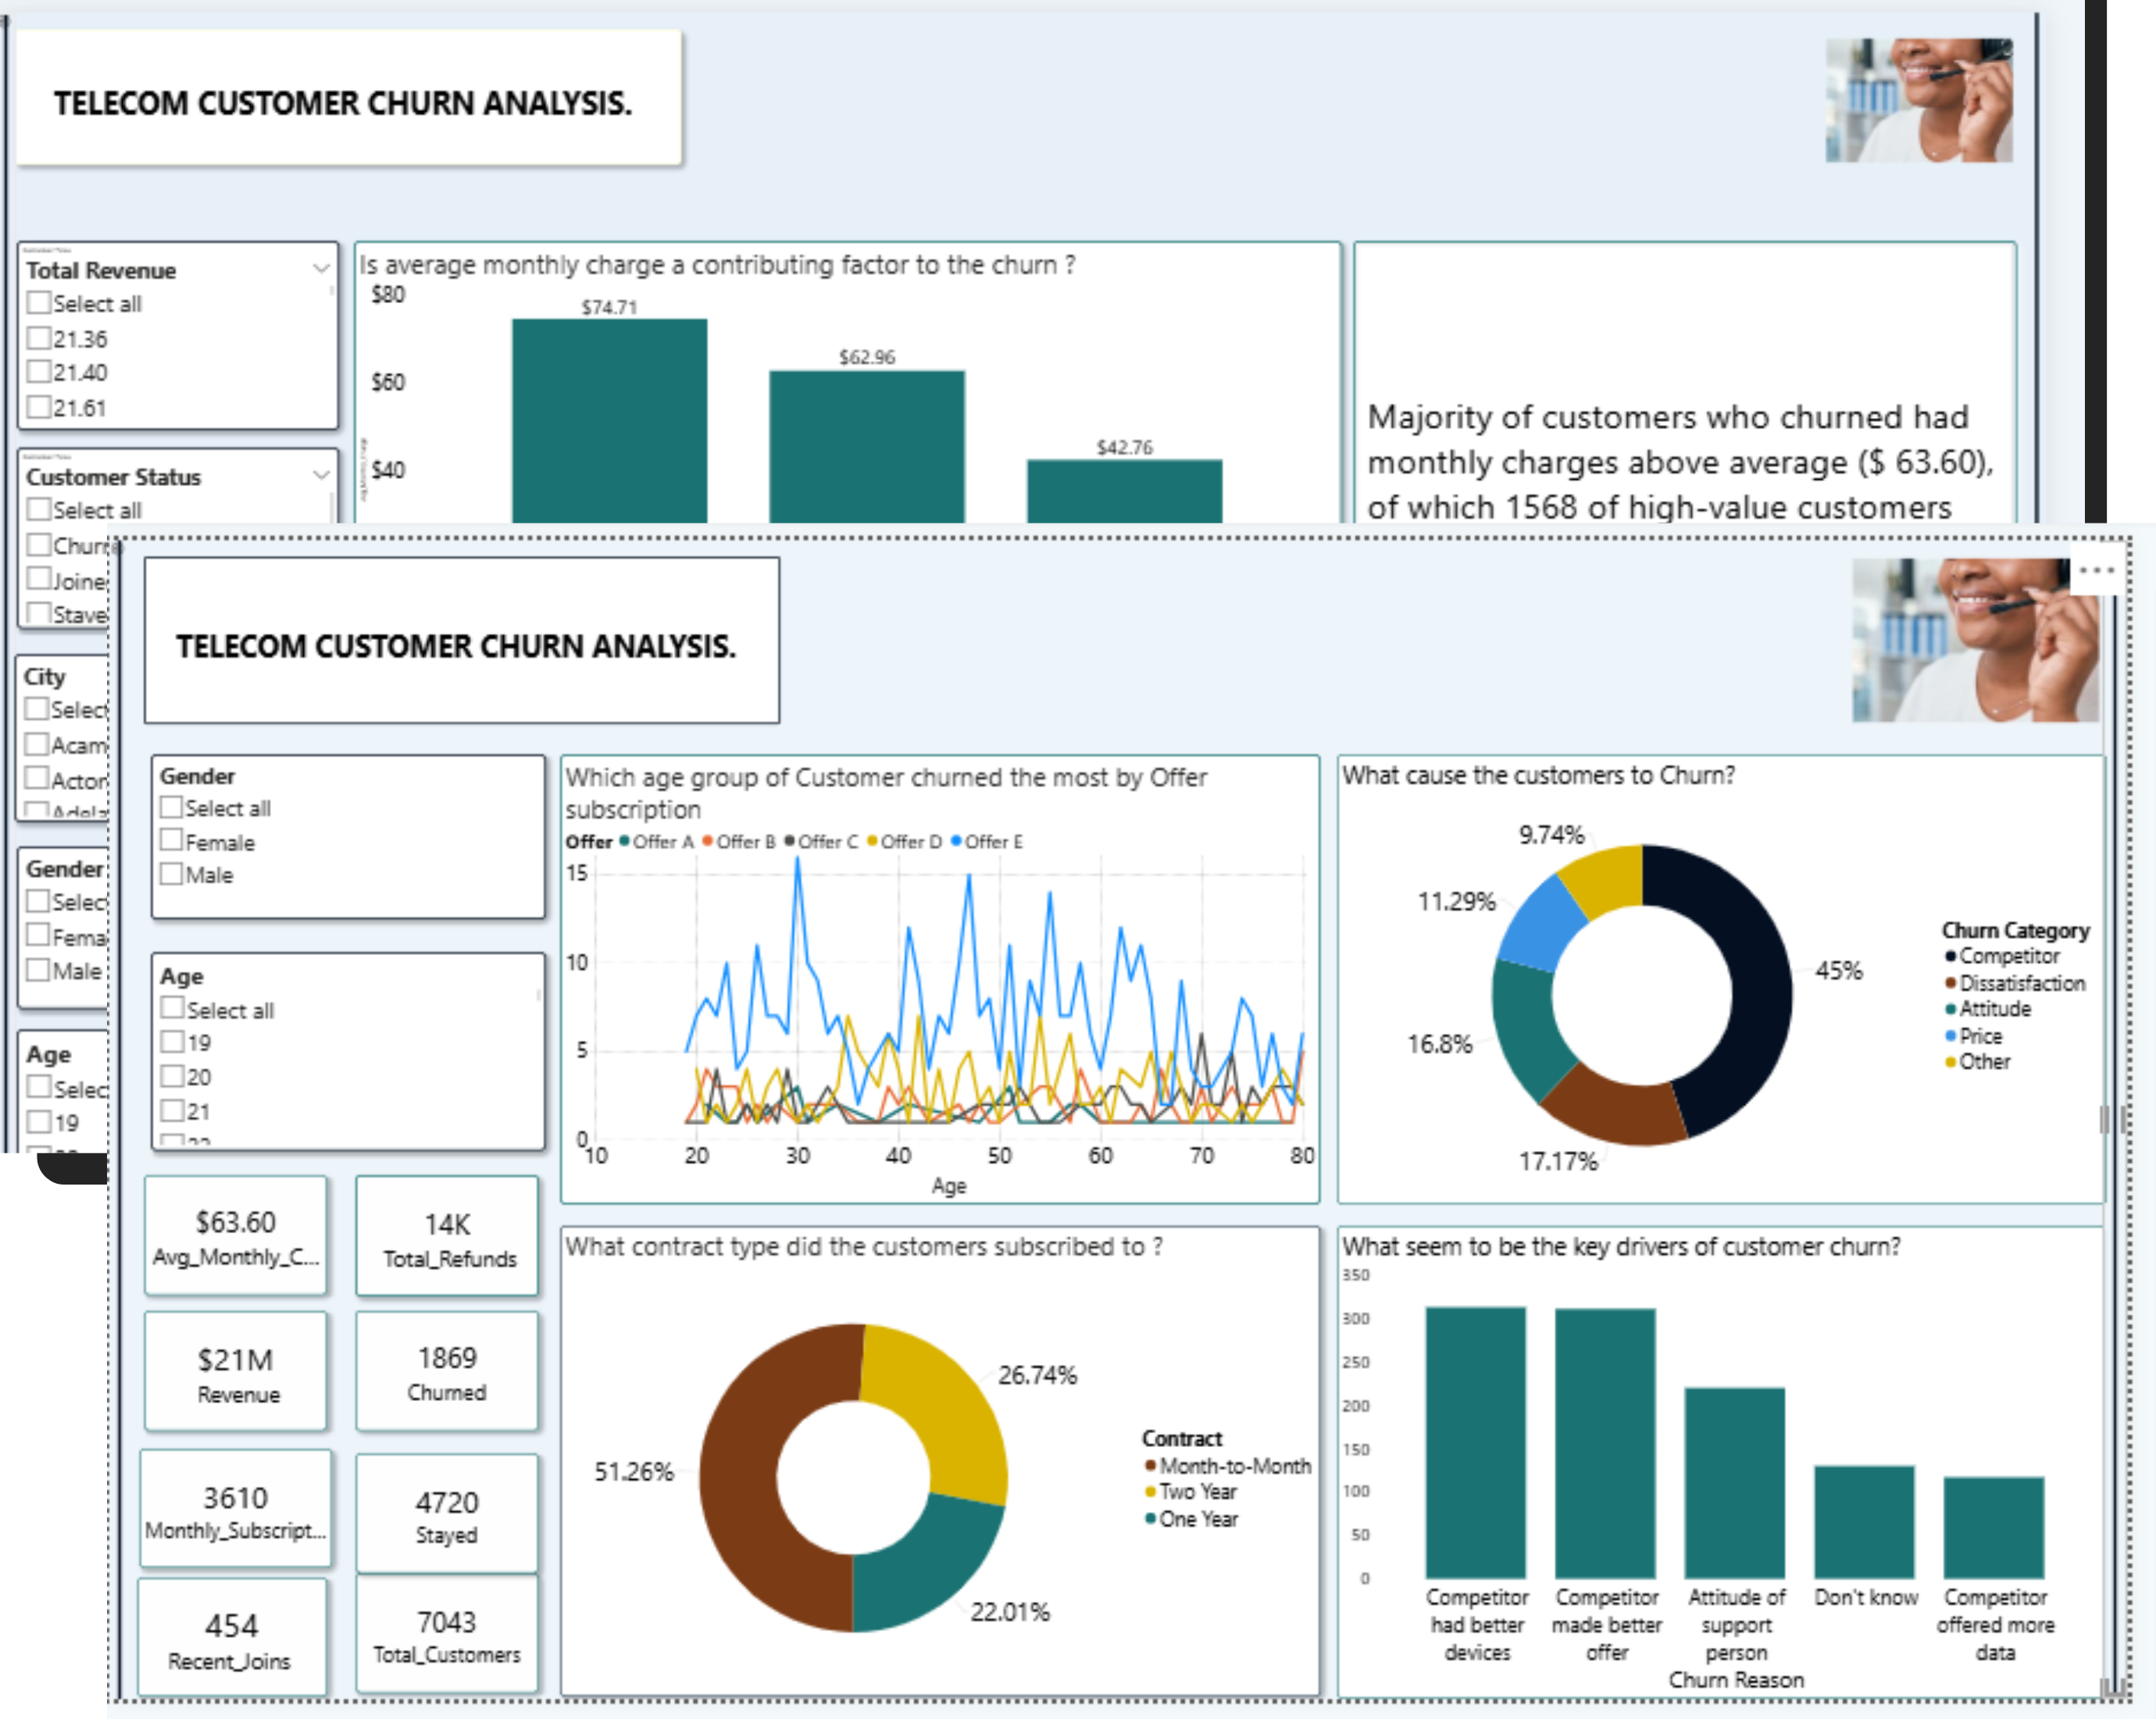 TELECOM CUSTOMER CHURN ANALYSIS.
Total Revenue
Select all
21.36
21.40
21.61
Customer Status
Select all
City
Gender
Male
Age
19
Is average monthly charge a contributing factor to the churn ?
$80
$60
$40
$74.71
$62.96
$42.76
Majority of customers who churned had
monthly charges above average ($ 63.60),
of which 1568 of high-value customers
TELECOM CUSTOMER CHURN ANALYSIS.
Gender
Select all
Female
Male
Age
Select all
19
20
21
$63.60
Avg_Monthly_C...
14K
Total_Refunds
$21M
Revenue
1869
Churned
3610
Monthly_Subscript...
4720
Stayed
454
Recent_Joins
7043
Total_Customers
Which age group of Customer churned the most by Offer
subscription
Offer Offer A Offer B Offer C Offer D Offer E
15
10
5
0
10 20 30 40 50 60 70 80
Age
What cause the customers to Churn?
9.74%
11.29%
16.8%
17.17%
45%
Churn Category
Competitor
Dissatisfaction
Attitude
Price
Other
What contract type did the customers subscribed to ?
51.26%
26.74%
22.01%
Contract
Month-to-Month
Two Year
One Year
What seem to be the key drivers of customer churn?
350
300
250
200
150
100
50
0
Competitor had better devices
Competitor made better offer
Attitude of support person
Don't know
Competitor offered more data
Churn Reason